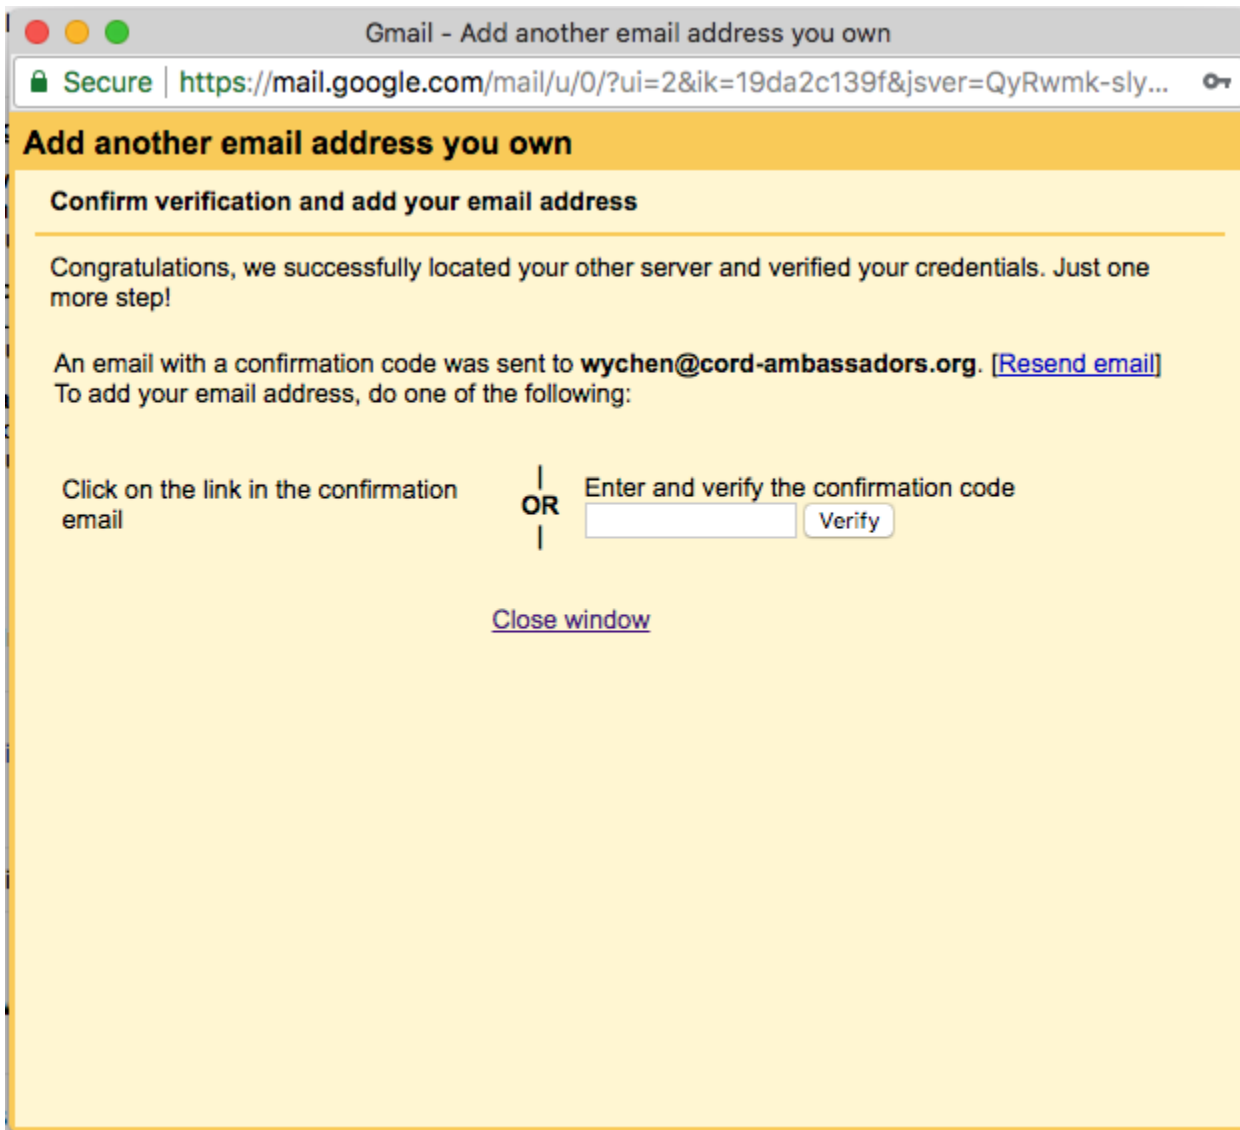 Gmail - Add another email address you own
Secure | https://mail.google.com/mail/u/0/?ui=2&ik=19da2c139f&jsver=QyRwmk-sly...
Add another email address you own
Confirm verification and add your email address
Congratulations, we successfully located your other server and verified your credentials. Just one
more step!
An email with a confirmation code was sent to wychen@cord-ambassadors.org. [Resend email]
To add your email address, do one of the following:
Click on the link in the confirmation
email
|
OR
|
Enter and verify the confirmation code
Verify
Close window